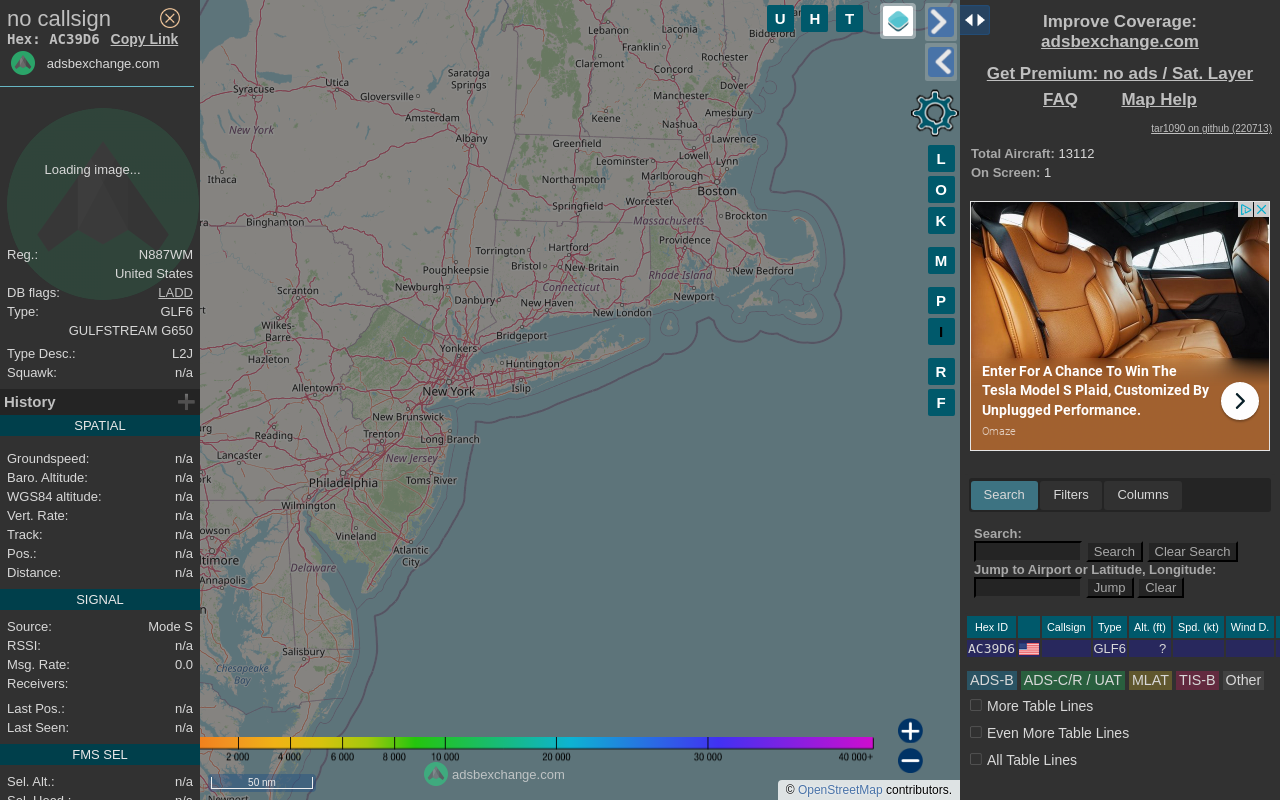 no callsign
Hex: AC39D6 Copy Link
adsbexchange.com
Loading image...
Reg.: N887WM
United States
DB flags: LADD
Type: GLF6
GULFSTREAM G650
Type Desc.: L2J
Squawk: n/a
History
SPATIAL
Groundspeed: n/a
Baro. Altitude: n/a
WGS84 altitude: n/a
Vert. Rate: n/a
Track: n/a
Pos.: n/a
Distance: n/a
SIGNAL
Source: Mode S
RSSI: n/a
Msg. Rate: 0.0
Receivers:
Last Pos.: n/a
Last Seen: n/a
FMS SEL
Sel. Alt.: n/a
U H T
Lebanon
Laconia
Franklin
Biddeford
Claremont
Rochester
Concord
Saratoga
Springs
Dover
Utica
Syracuse
Gloversville
Manchester
Amsterdam
Keene
Amesbury
Nashua
New York
Albany
Greenfield
Lawrence
Lowell
Leominster
Lynn
Ithaca
Northampton
Marlborough
Boston
Springfield
Worcester
Binghamton
Massachusetts
Brockton
Providence
Torrington
Hartford
Bristol
New Britain
Poughkeepsie
New Bedford
Rhode Island
Newburgh
Connecticut
Scranton
Danbury
New Haven
Newport
New London
Wilkes-
Barre
Bridgeport
Yonkers
Hazleton
Huntington
Allentown
New York
Islip
New Brunswick
Reading
Trenton
Long Branch
Lancaster
New Jersey
Philadelphia
Toms River
Wilmington
Vineland
Atlantic
City
Delaware
Annapolis
Salisbury
Chesapeake
Bay
L
O
K
M
P
I
R
F
2 000 4 000 6 000 8 000 10 000 20 000 30 000 40 000+
50 nm
adsbexchange.com
© OpenStreetMap contributors.
Improve Coverage:
adsbexchange.com
Get Premium: no ads / Sat. Layer
FAQ Map Help
tar1090 on github (220713)
Total Aircraft: 13112
On Screen: 1
Enter For A Chance To Win The
Tesla Model S Plaid, Customized By
Unplugged Performance.
Omaze
Search Filters Columns
Search:
Search Clear Search
Jump to Airport or Latitude, Longitude:
Jump Clear
Hex ID Callsign Type Alt. (ft) Spd. (kt) Wind D.
AC39D6 GLF6 ?
ADS-B ADS-C/R / UAT MLAT TIS-B Other
More Table Lines
Even More Table Lines
All Table Lines